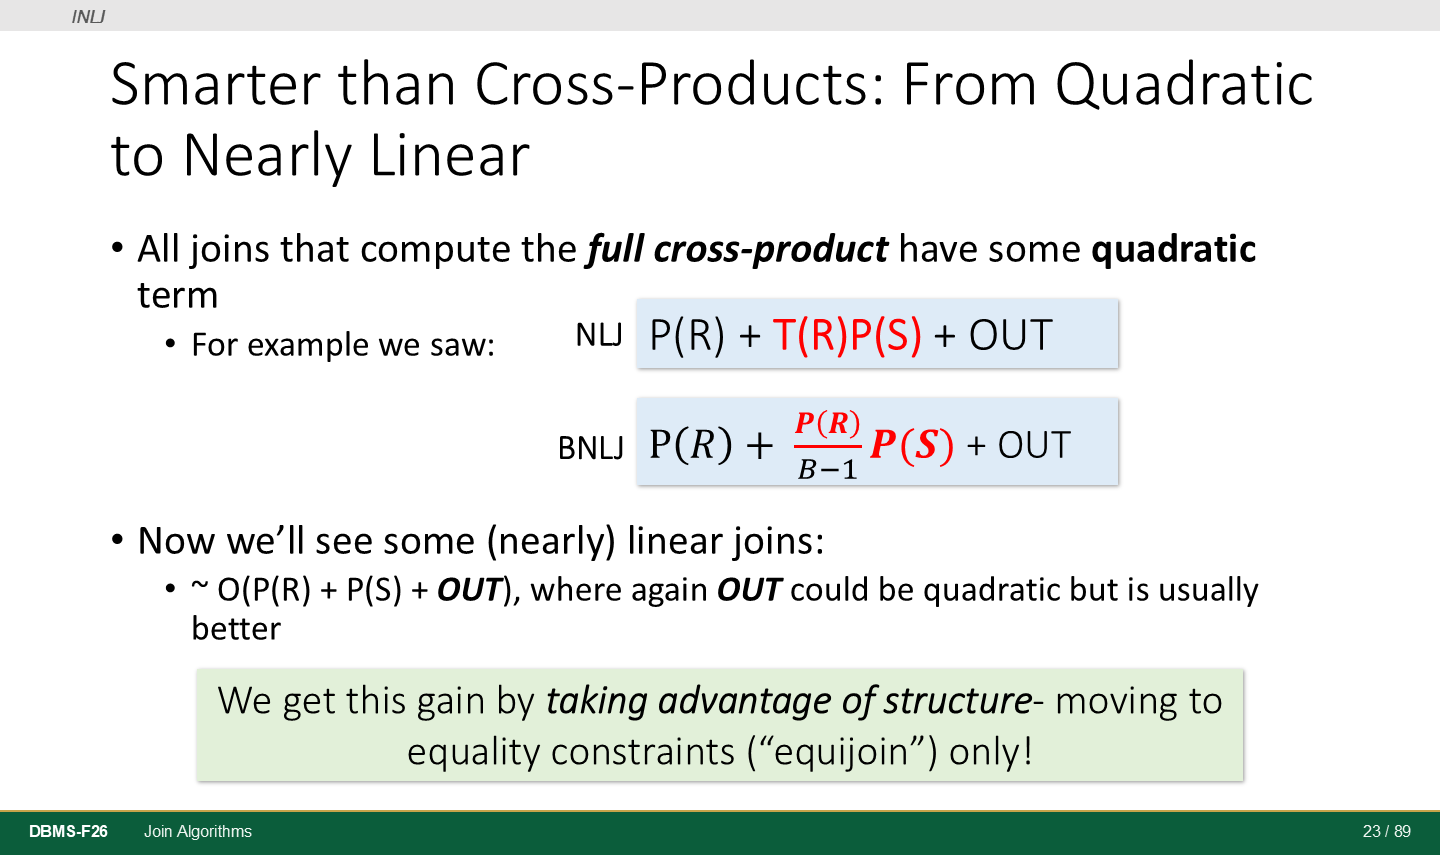 INLJ
Smarter than Cross-Products: From Quadratic
to Nearly Linear
• All joins that compute the full cross-product have some quadratic
term
• For example we saw:
NLJ P(R) + T(R)P(S) + OUT
BNLJ P(R) + P(R)/B−1 P(S) + OUT
• Now we’ll see some (nearly) linear joins:
• ~ O(P(R) + P(S) + OUT), where again OUT could be quadratic but is usually
better
We get this gain by taking advantage of structure- moving to
equality constraints (“equijoin”) only!
DBMS-F26 Join Algorithms 23 / 89